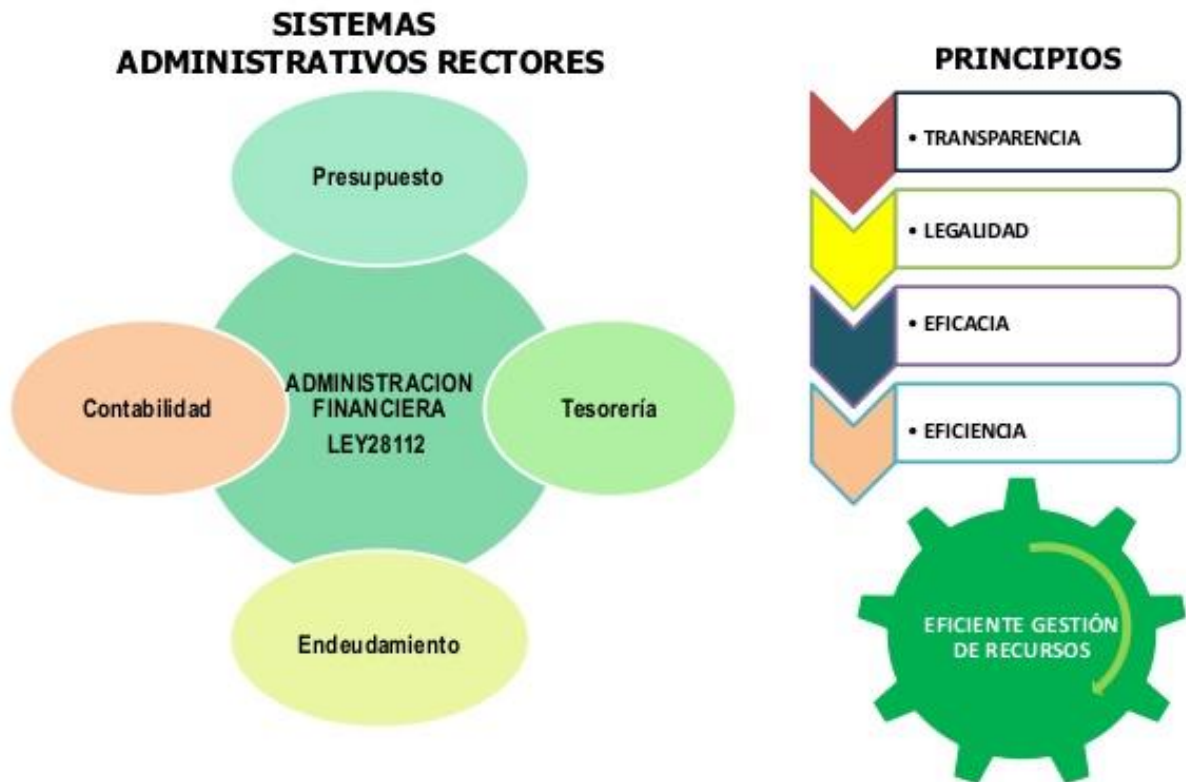 SISTEMAS
ADMINISTRATIVOS RECTORES
Presupuesto
Contabilidad
ADMINISTRACION
FINANCIERA
LEY28112
Tesorería
Endeudamiento
PRINCIPIOS
• TRANSPARENCIA
• LEGALIDAD
• EFICACIA
• EFICIENCIA
EFICIENTE GESTIÓN
DE RECURSOS